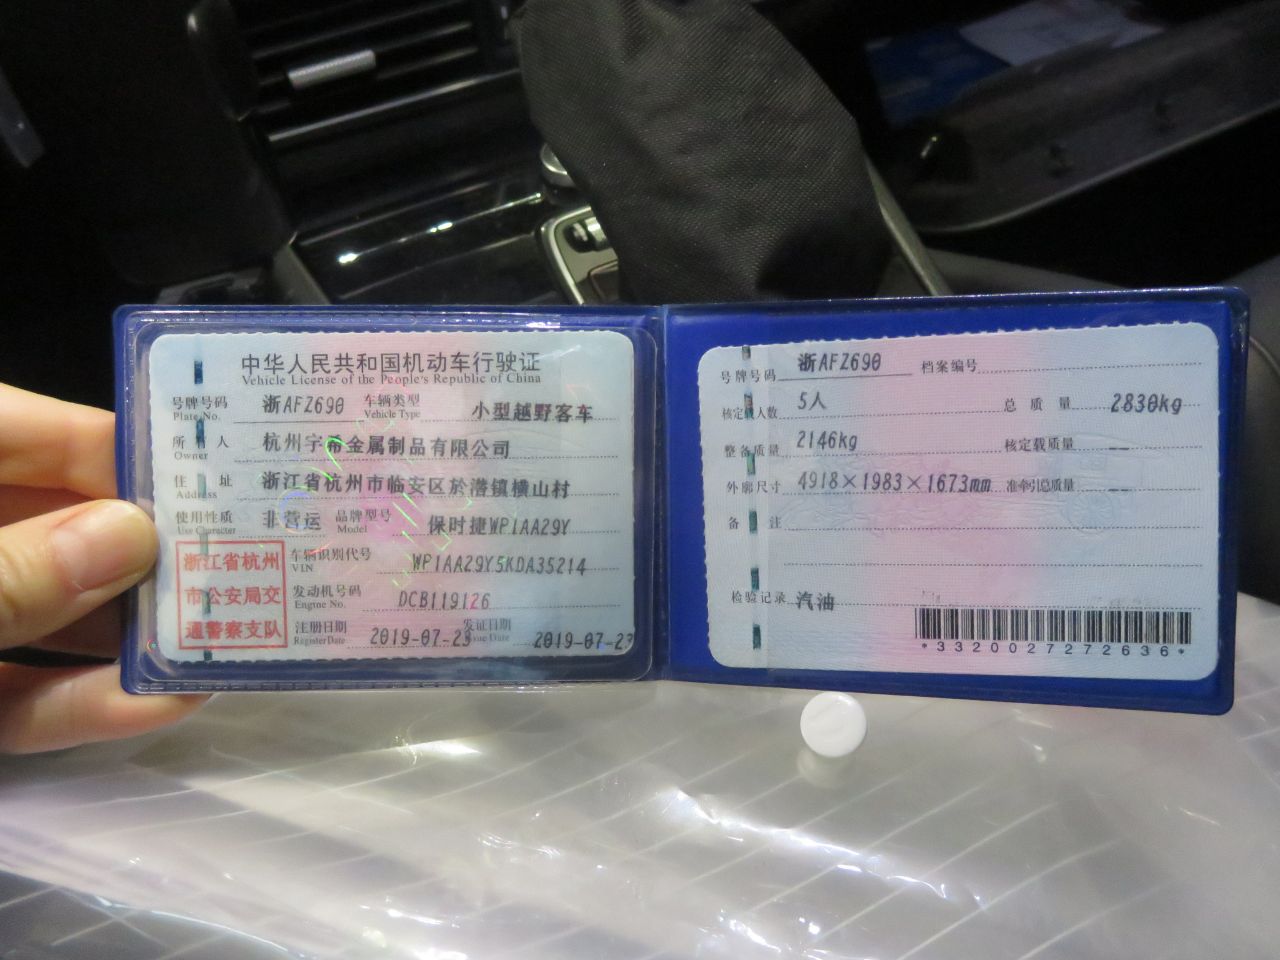 中华人民共和国机动车行驶证
Vehicle License of the People's Republic of China
号牌号码 浙AFZ690 车辆类型 小型越野客车
Plate No. Vehicle Type
所有人 杭州宇希金属制品有限公司
Owner
住址 浙江省杭州市临安区於潜镇横山村
Address
使用性质 非营运 品牌型号 保时捷WP1AA29Y
Use Character Model
浙江省杭州
市公安局交
通警察支队
车辆识别代号 WP1AA29Y5KDA35214
VIN
发动机号码 DCB119126
Engine No.
注册日期 2019-07-23 发证日期 2019-07-23
Register Date Issue Date
号牌号码 浙AFZ690 档案编号
核定载人数 5人 总质量 2830kg
整备质量 2146kg 核定载质量 —
外廓尺寸 4918×1983×1673mm 准牵引总质量 —
备注
检验记录 汽油
*3320027272636*